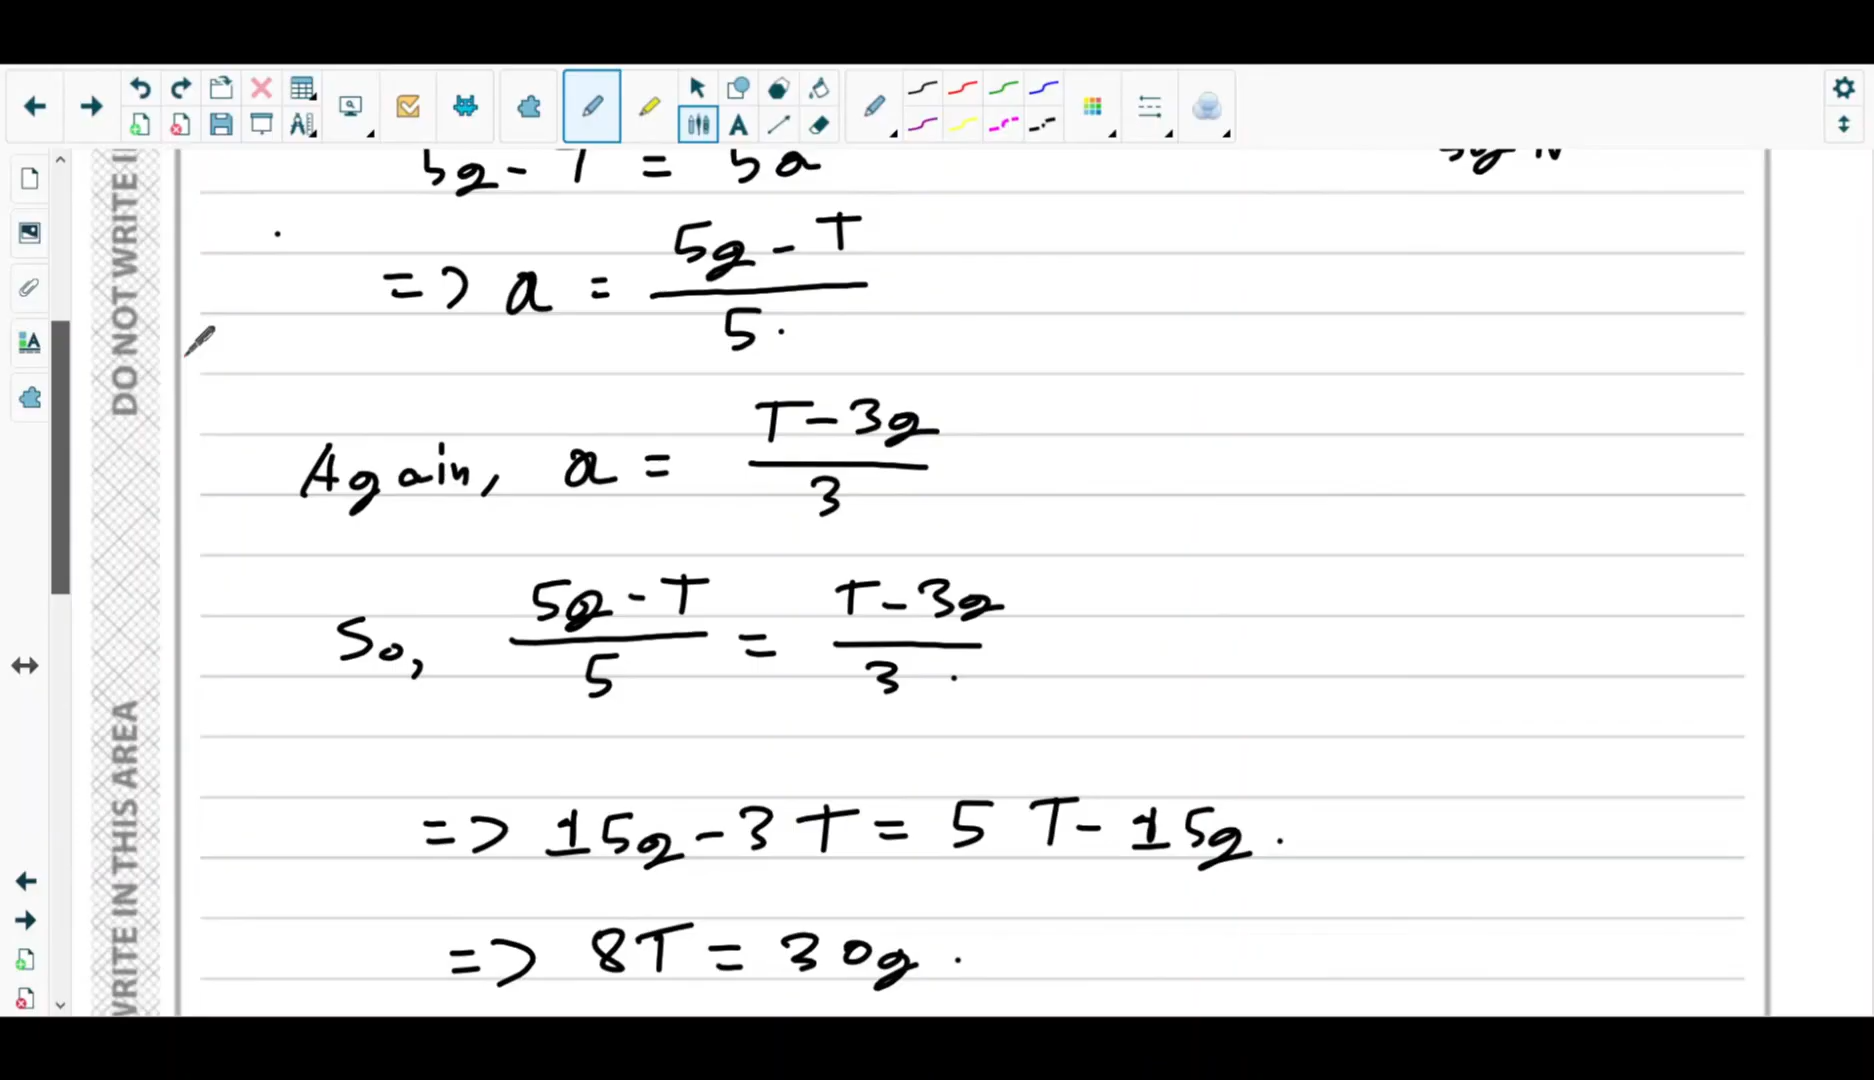 5g - T = 5a
=> a = 5g - T / 5.
Again, a = T - 3g / 3
So, 5g - T / 5 = T - 3g / 3.
=> 15g - 3T = 5T - 15g.
=> 8T = 30g.
DO NOT WRITE I
WRITE IN THIS AREA